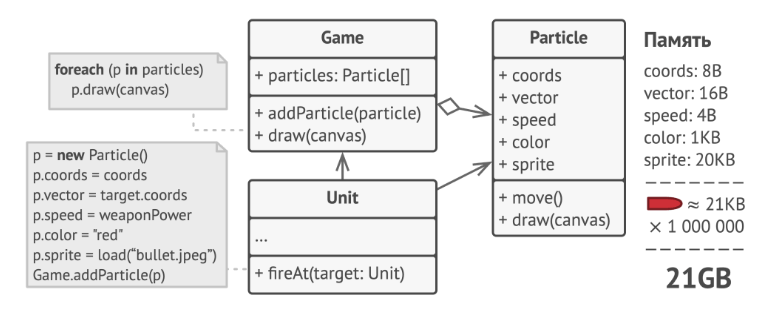 Game
+ particles: Particle[]
+ addParticle(particle)
+ draw(canvas)
foreach (p in particles)
p.draw(canvas)
p = new Particle()
p.coords = coords
p.vector = target.coords
p.speed = weaponPower
p.color = "red"
p.sprite = load(“bullet.jpeg”)
Game.addParticle(p)
Unit
...
+ fireAt(target: Unit)
Particle
+ coords
+ vector
+ speed
+ color
+ sprite
+ move()
+ draw(canvas)
Память
coords: 8B
vector: 16B
speed: 4B
color: 1KB
sprite: 20KB
≈ 21KB
× 1 000 000
21GB